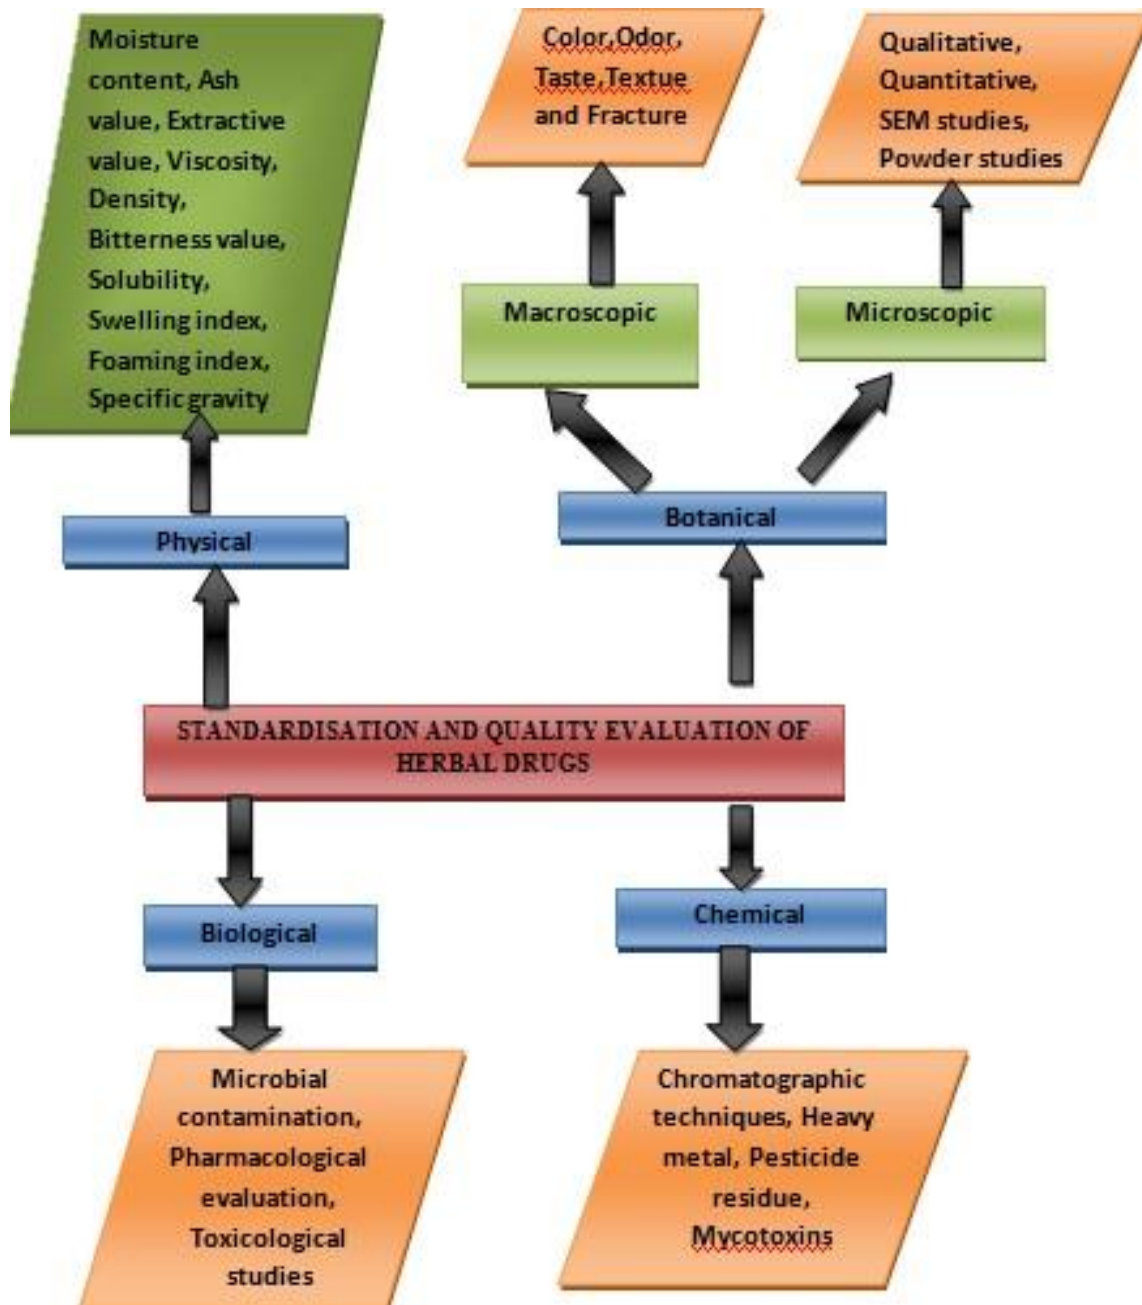 Moisture
content, Ash
value, Extractive
value, Viscosity,
Density,
Bitterness value,
Solubility,
Swelling index,
Foaming index,
Specific gravity
Color,Odor,
Taste,Textue
and Fracture
Qualitative,
Quantitative,
SEM studies,
Powder studies
Macroscopic
Microscopic
Physical
Botanical
STANDARDISATION AND QUALITY EVALUATION OF
HERBAL DRUGS
Biological
Chemical
Microbial
contamination,
Pharmacological
evaluation,
Toxicological
studies
Chromatographic
techniques, Heavy
metal, Pesticide
residue,
Mycotoxins